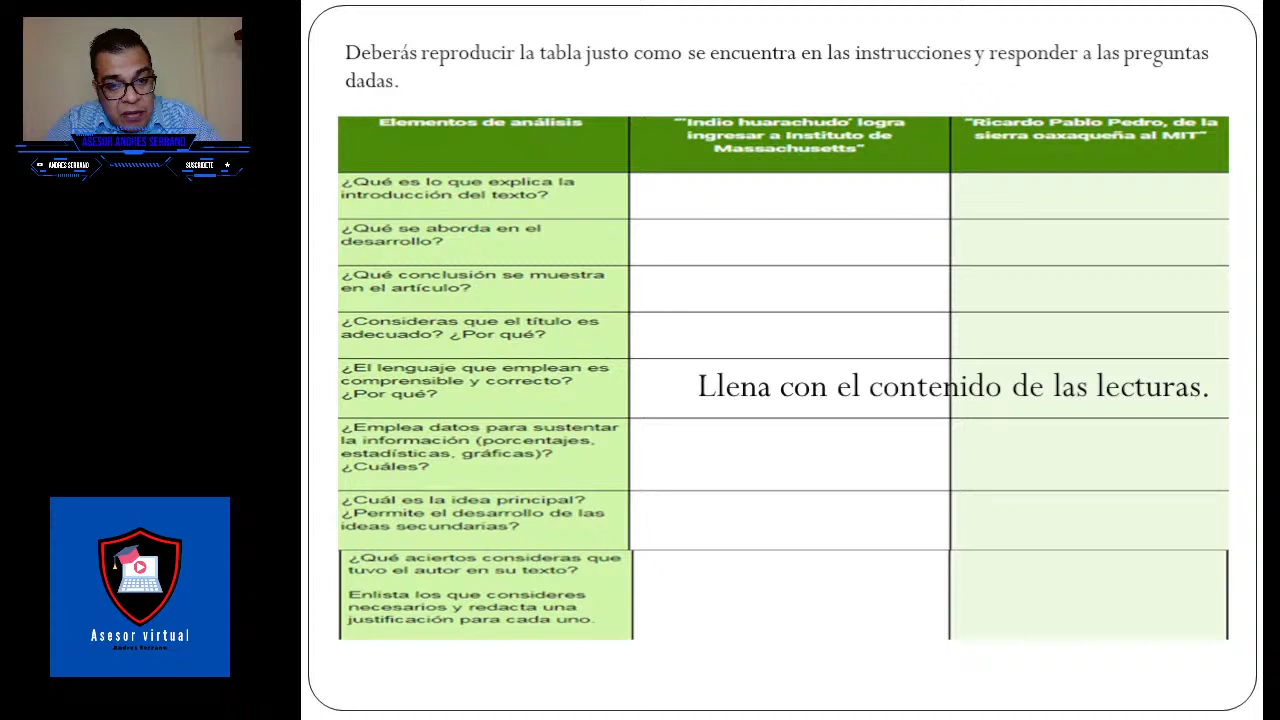 Deberás reproducir la tabla justo como se encuentra en las instrucciones y responder a las preguntas
dadas.
ASESOR ANDRES SERRANO
ANDRES SERRANO
SUSCRIBETE
Elementos de análisis
"'Indio huarachudo' logra
ingresar a Instituto de
Massachusetts"
"Ricardo Pablo Pedro, de la
sierra oaxaqueña al MIT"
¿Qué es lo que explica la
introducción del texto?
¿Qué se aborda en el
desarrollo?
¿Qué conclusión se muestra
en el artículo?
¿Consideras que el título es
adecuado? ¿Por qué?
¿El lenguaje que emplean es
comprensible y correcto?
¿Por qué?
Llena con el contenido de las lecturas.
¿Emplea datos para sustentar
la información (porcentajes,
estadísticas, gráficas)?
¿Cuáles?
¿Cuál es la idea principal?
¿Permite el desarrollo de las
ideas secundarias?
¿Qué aciertos consideras que
tuvo el autor en su texto?
Enlista los que consideres
necesarios y redacta una
justificación para cada uno.
Asesor virtual
Andres Serrano